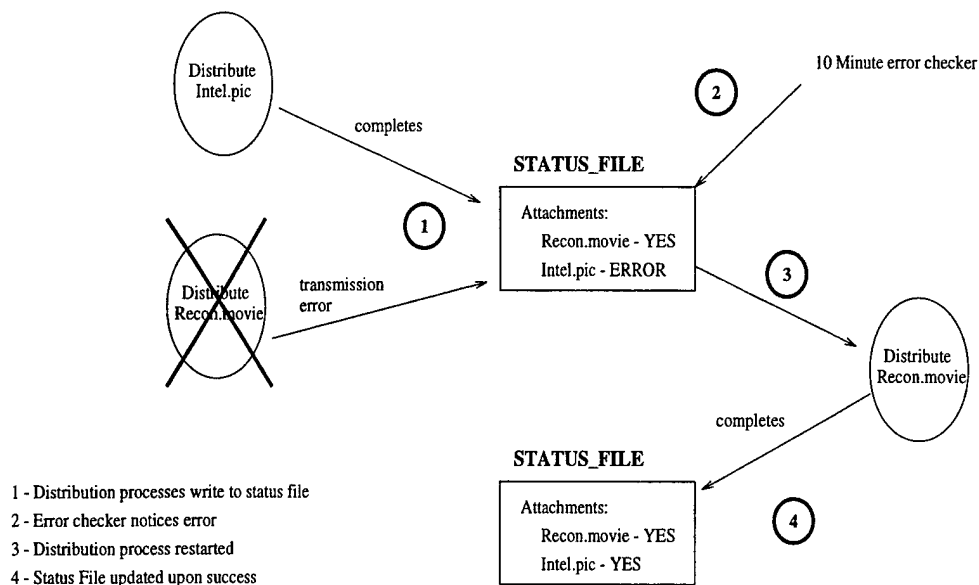 Distribute
Intel.pic
10 Minute error checker
2
completes
STATUS_FILE
1
Attachments:
Recon.movie - YES
Intel.pic - ERROR
3
Distribute
Recon.movie
transmission
error
Distribute
Recon.movie
completes
STATUS_FILE
Attachments:
Recon.movie - YES
Intel.pic - YES
4
1 - Distribution processes write to status file
2 - Error checker notices error
3 - Distribution process restarted
4 - Status File updated upon success